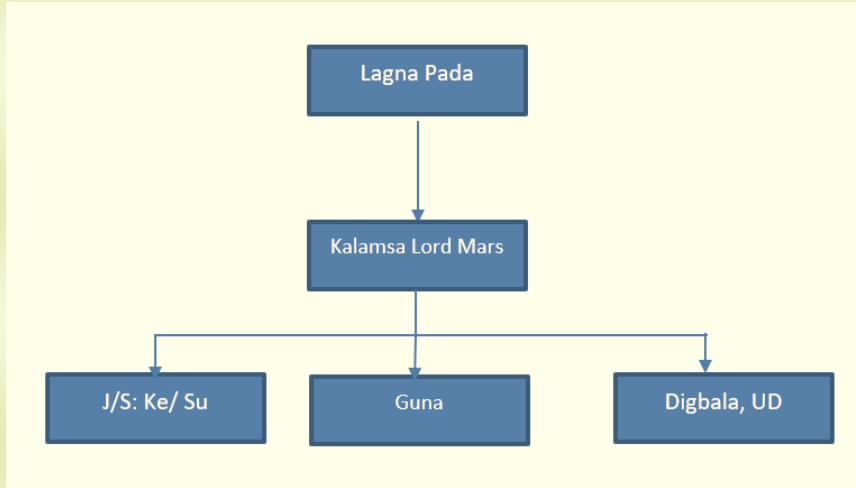 Lagna Pada
Kalamsa Lord Mars
J/S: Ke/ Su
Guna
Digbala, UD